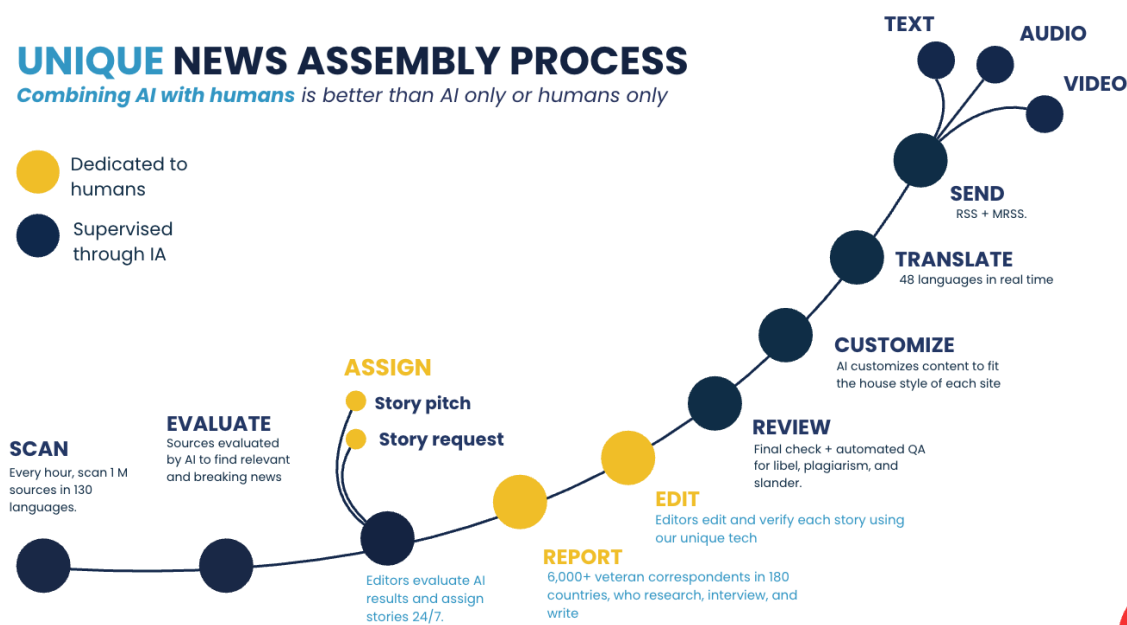 UNIQUE NEWS ASSEMBLY PROCESS
Combining AI with humans is better than AI only or humans only
Dedicated to
humans
Supervised
through IA
SCAN
Every hour, scan 1 M
sources in 130
languages.
EVALUATE
Sources evaluated
by AI to find relevant
and breaking news
ASSIGN
Story pitch
Story request
Editors evaluate AI
results and assign
stories 24/7.
REPORT
6,000+ veteran correspondents in 180
countries, who research, interview, and
write
EDIT
Editors edit and verify each story using
our unique tech
REVIEW
Final check + automated QA
for libel, plagiarism, and
slander.
CUSTOMIZE
AI customizes content to fit
the house style of each site
TRANSLATE
48 languages in real time
SEND
RSS + MRSS.
TEXT
AUDIO
VIDEO